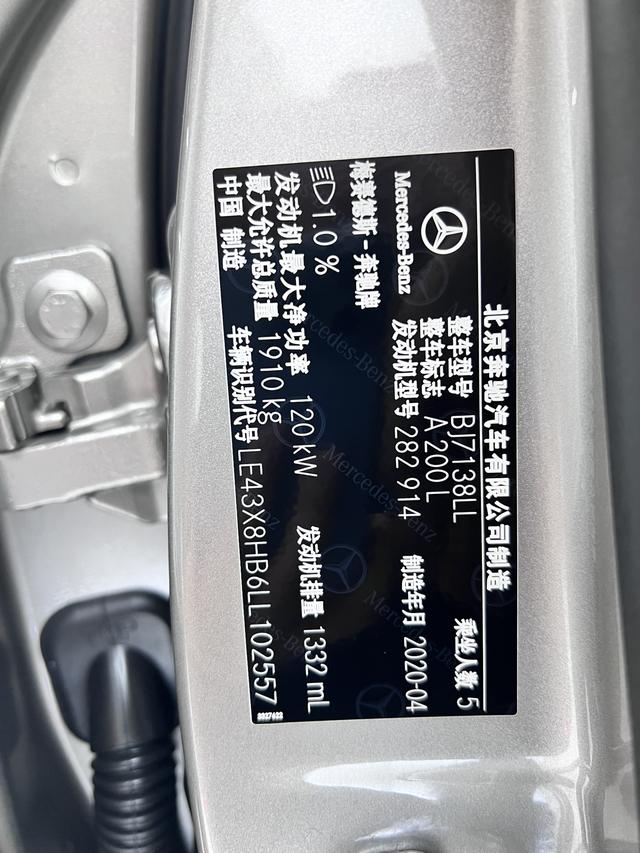 北京奔驰汽车有限公司制造
Mercedes-Benz
梅赛德斯-奔驰牌
整车型号 BJ7138LL 乘坐人数 5
整车标志 A 200 L
发动机型号 282 914 制造年月 2020-04
1.0 %
发动机最大净功率 120 kW 发动机排量 1332 mL
最大允许总质量 1910 kg
中国 制造 车辆识别代号 LE43X8HB6LL102557